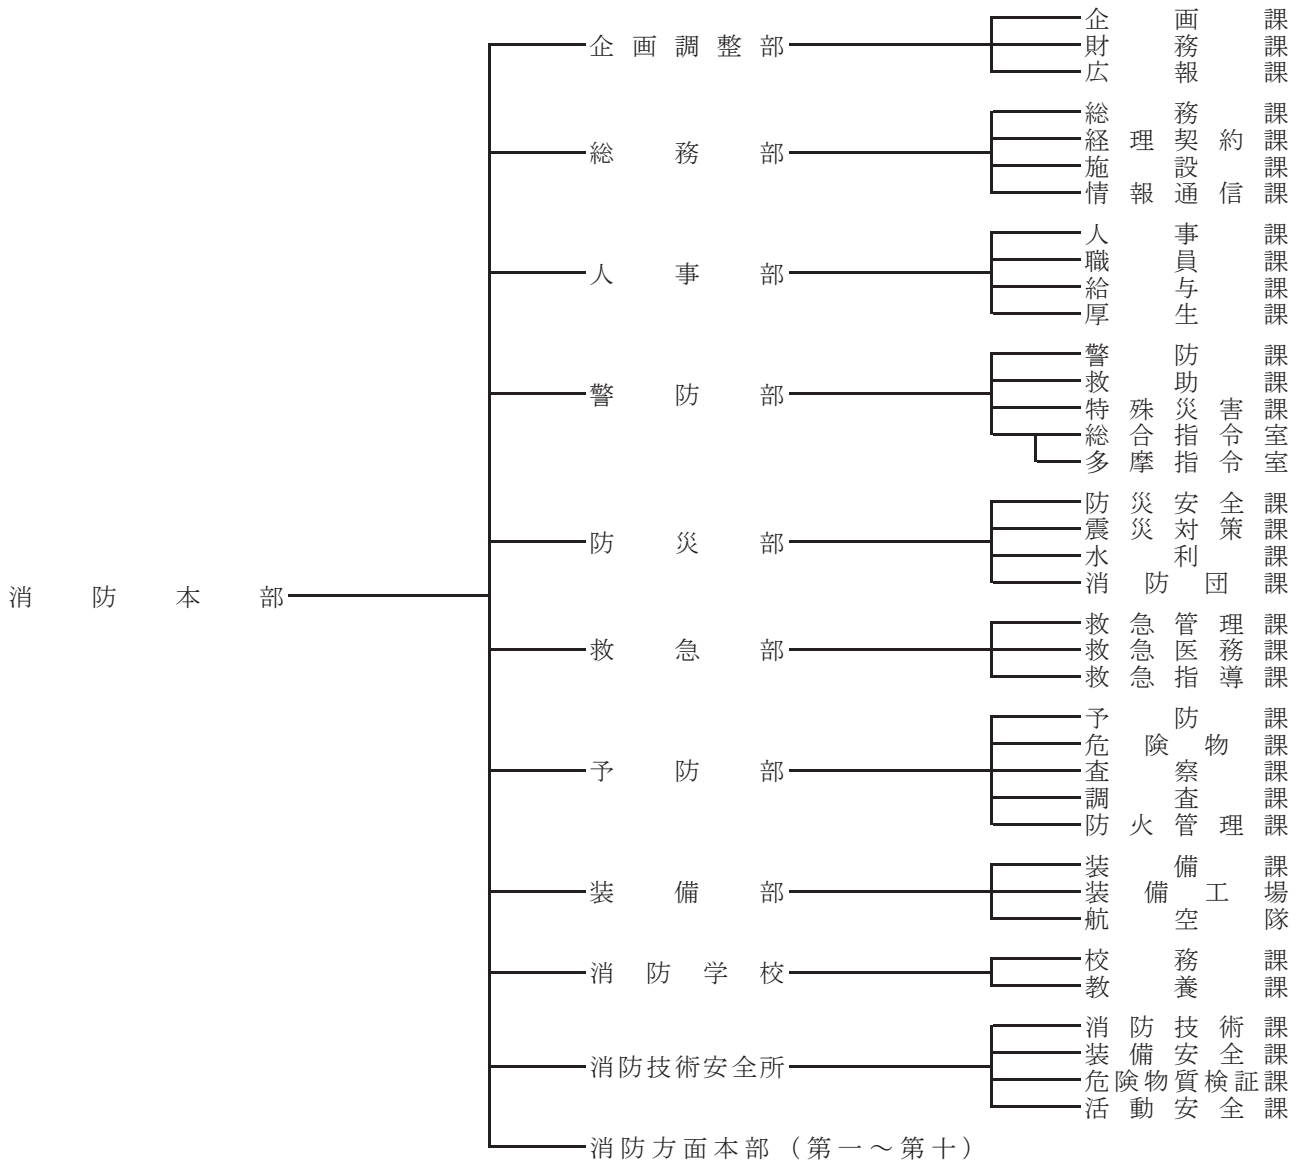 消防本部
企画調整部
企画課
財務課
広報課
総務部
総務課
経理契約課
施設課
情報通信課
人事部
人事課
職員課
給与課
厚生課
警防部
警防課
救助課
特殊災害課
総合指令室
多摩指令室
防災部
防災安全課
震災対策課
水利課
消防団課
救急部
救急管理課
救急医務課
救急指導課
予防部
予防課
危険物課
査察課
調査課
防火管理課
装備部
装備課
装備工場
航空隊
消防学校
校務課
教養課
消防技術安全所
消防技術課
装備安全課
危険物質検証課
活動安全課
消防方面本部（第一～第十）